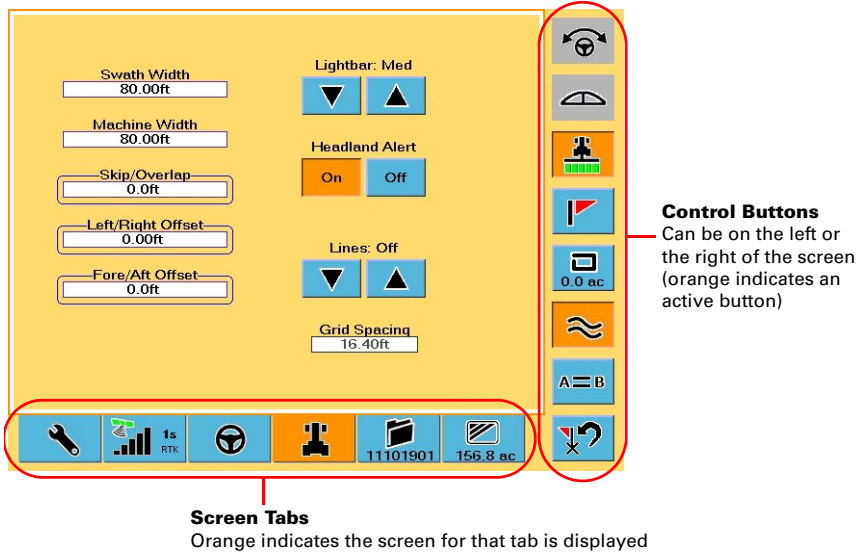 Swath Width
80.00ft
Machine Width
80.00ft
Skip/Overlap
0.0ft
Left/Right Offset
0.00ft
Fore/Aft Offset
0.0ft
Lightbar: Med
Headland Alert
On
Off
Lines: Off
Grid Spacing
16.40ft
0.0 ac
A=B
1s
RTK
11101901
156.8 ac
Control Buttons
Can be on the left or
the right of the screen
(orange indicates an
active button)
Screen Tabs
Orange indicates the screen for that tab is displayed